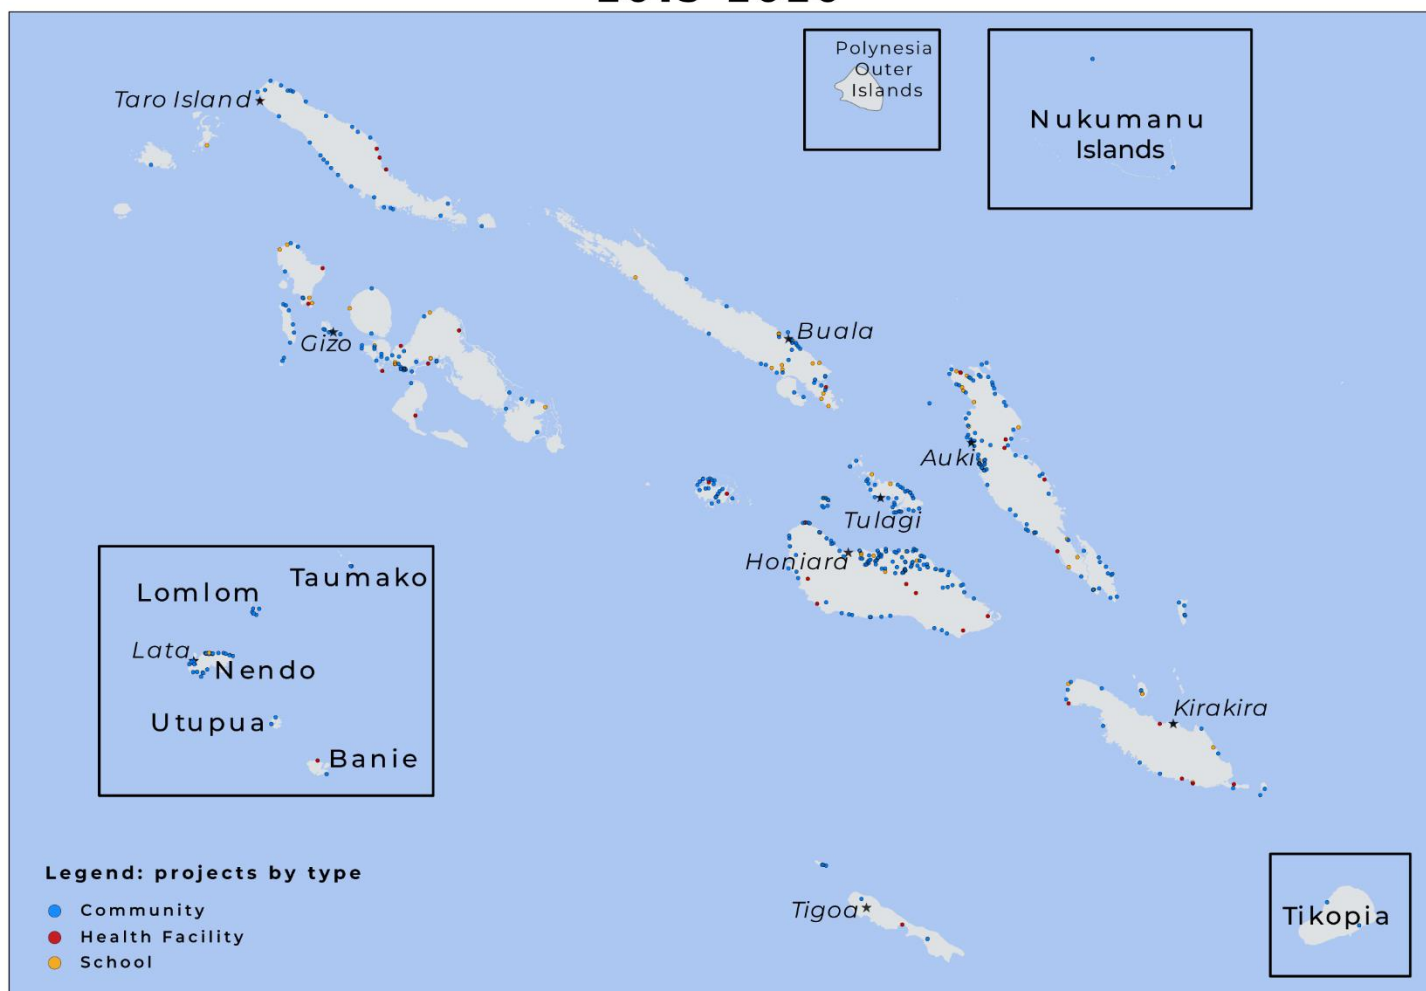 Taro Island
Polynesia
Outer
Islands
Nukumanu
Islands
Gizo
Buala
Auki
Tulagi
Honiara
Taumako
Lomlom
Lata
Nendo
Utupua
Banie
Kirakira
Legend: projects by type
Community
Health Facility
School
Tigoa
Tikopia